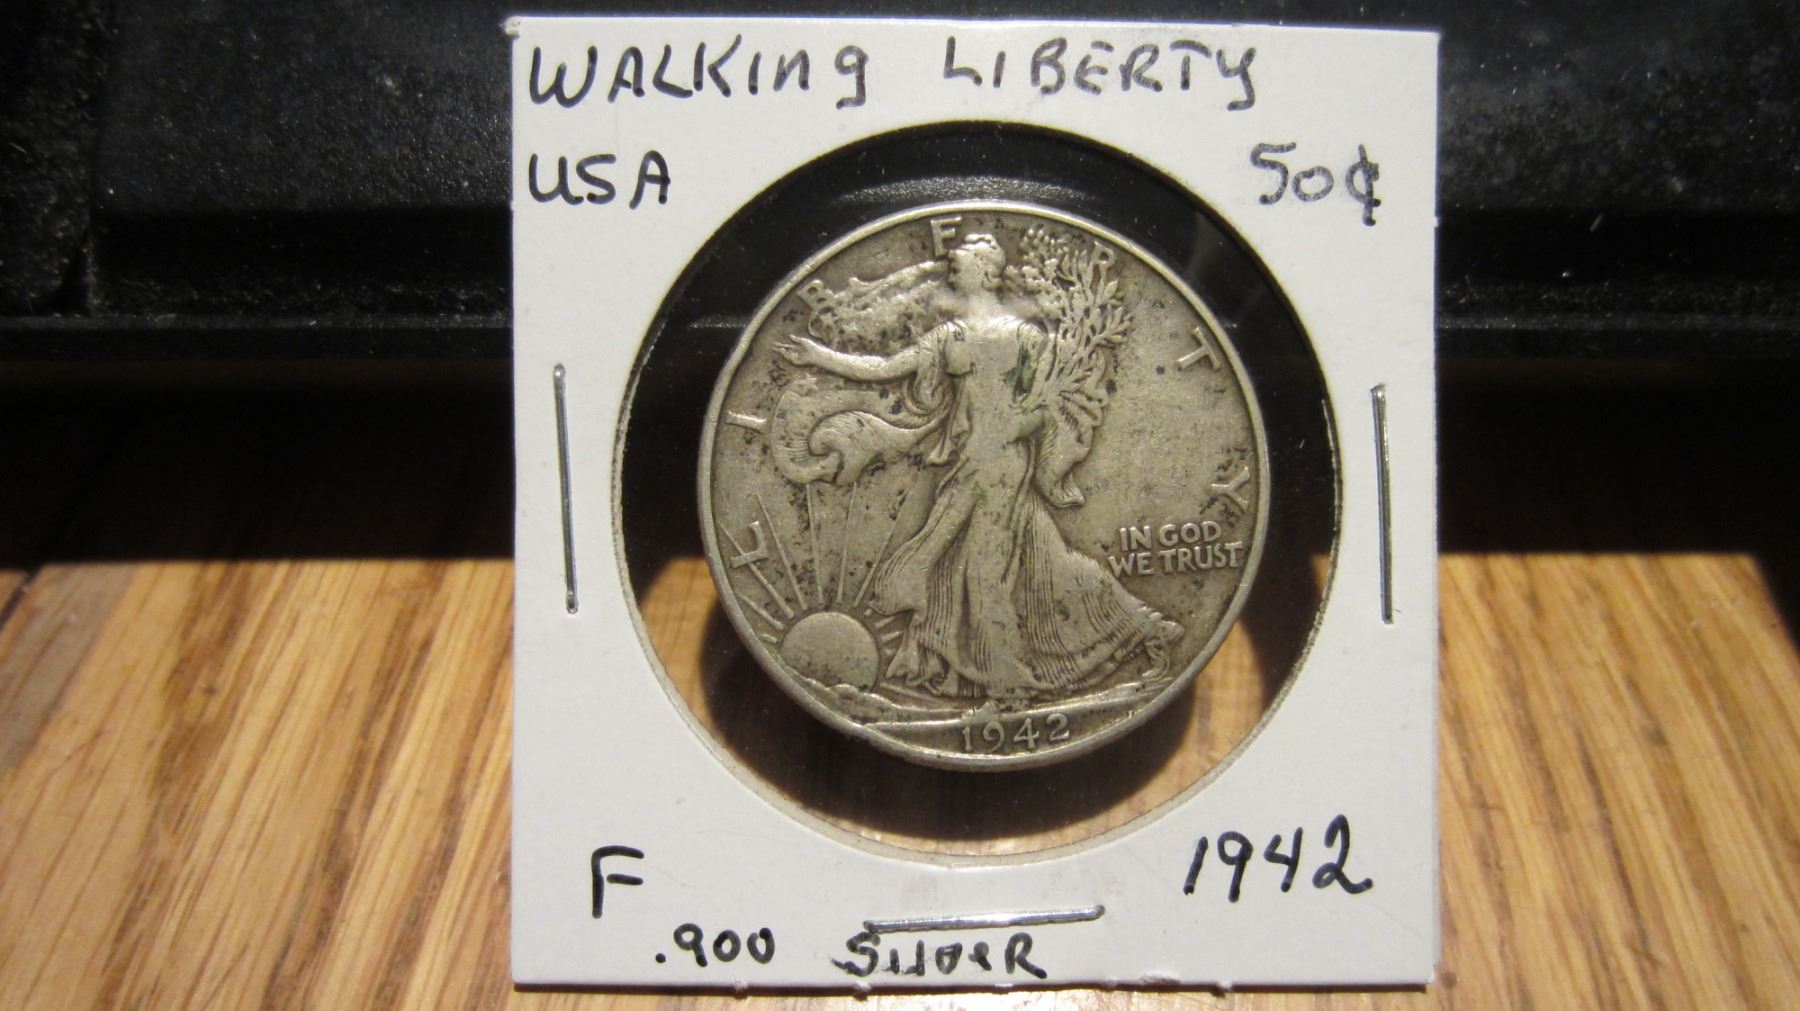 WALKING LIBERTY
USA 50¢
LIBERTY
IN GOD
WE TRUST
1942
F 1942
.900 SILVER